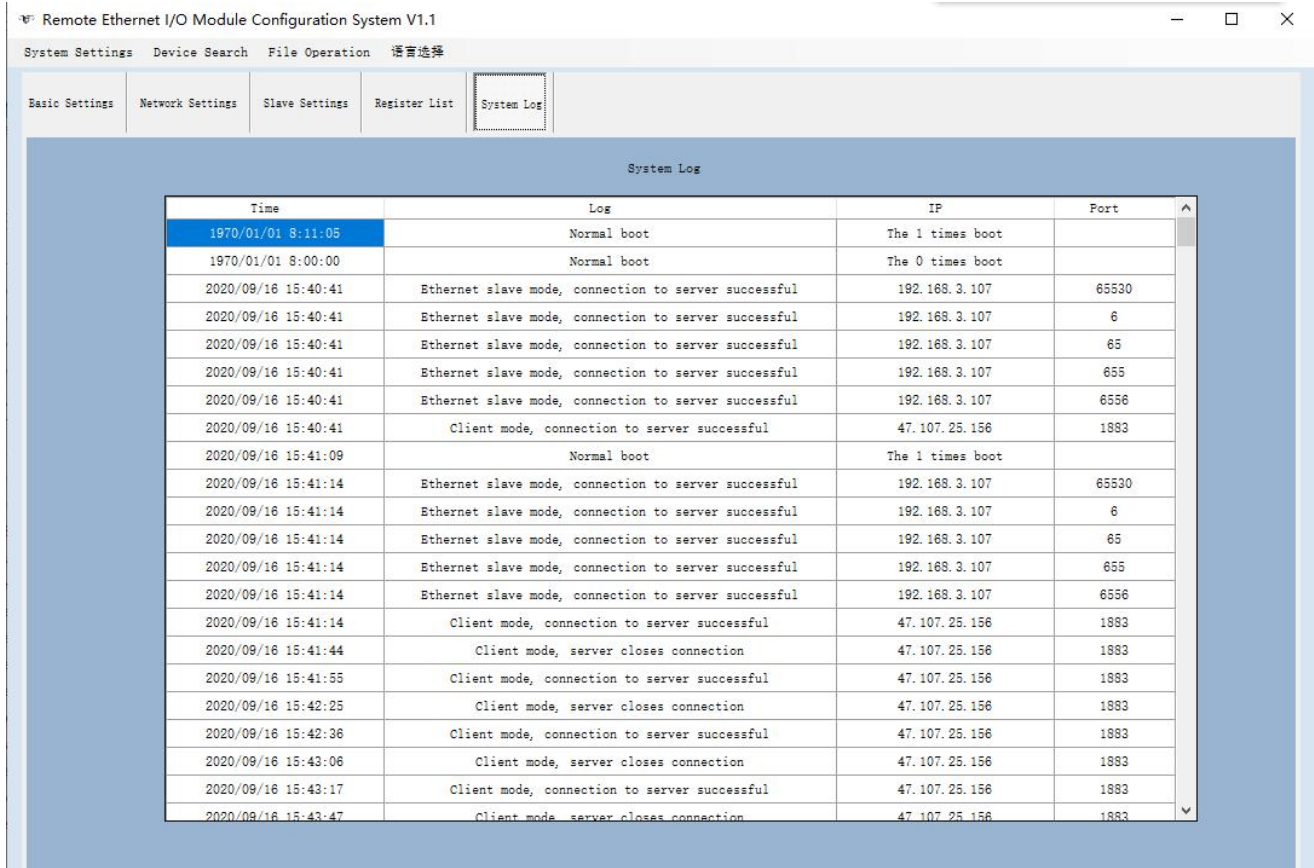 Remote Ethernet I/O Module Configuration System V1.1
System Settings Device Search File Operation 语言选择
Basic Settings Network Settings Slave Settings Register List System Log
System Log
Time Log IP Port
1970/01/01 8:11:05 Normal boot The 1 times boot
1970/01/01 8:00:00 Normal boot The 0 times boot
2020/09/16 15:40:41 Ethernet slave mode, connection to server successful 192.168.3.107 65530
2020/09/16 15:40:41 Ethernet slave mode, connection to server successful 192.168.3.107 6
2020/09/16 15:40:41 Ethernet slave mode, connection to server successful 192.168.3.107 65
2020/09/16 15:40:41 Ethernet slave mode, connection to server successful 192.168.3.107 655
2020/09/16 15:40:41 Ethernet slave mode, connection to server successful 192.168.3.107 6556
2020/09/16 15:40:41 Client mode, connection to server successful 47.107.25.156 1883
2020/09/16 15:41:09 Normal boot The 1 times boot
2020/09/16 15:41:14 Ethernet slave mode, connection to server successful 192.168.3.107 65530
2020/09/16 15:41:14 Ethernet slave mode, connection to server successful 192.168.3.107 6
2020/09/16 15:41:14 Ethernet slave mode, connection to server successful 192.168.3.107 65
2020/09/16 15:41:14 Ethernet slave mode, connection to server successful 192.168.3.107 655
2020/09/16 15:41:14 Ethernet slave mode, connection to server successful 192.168.3.107 6556
2020/09/16 15:41:14 Client mode, connection to server successful 47.107.25.156 1883
2020/09/16 15:41:44 Client mode, server closes connection 47.107.25.156 1883
2020/09/16 15:41:55 Client mode, connection to server successful 47.107.25.156 1883
2020/09/16 15:42:25 Client mode, server closes connection 47.107.25.156 1883
2020/09/16 15:42:36 Client mode, connection to server successful 47.107.25.156 1883
2020/09/16 15:43:06 Client mode, server closes connection 47.107.25.156 1883
2020/09/16 15:43:17 Client mode, connection to server successful 47.107.25.156 1883
2020/09/16 15:43:47 Client mode, server closes connection 47.107.25.156 1883